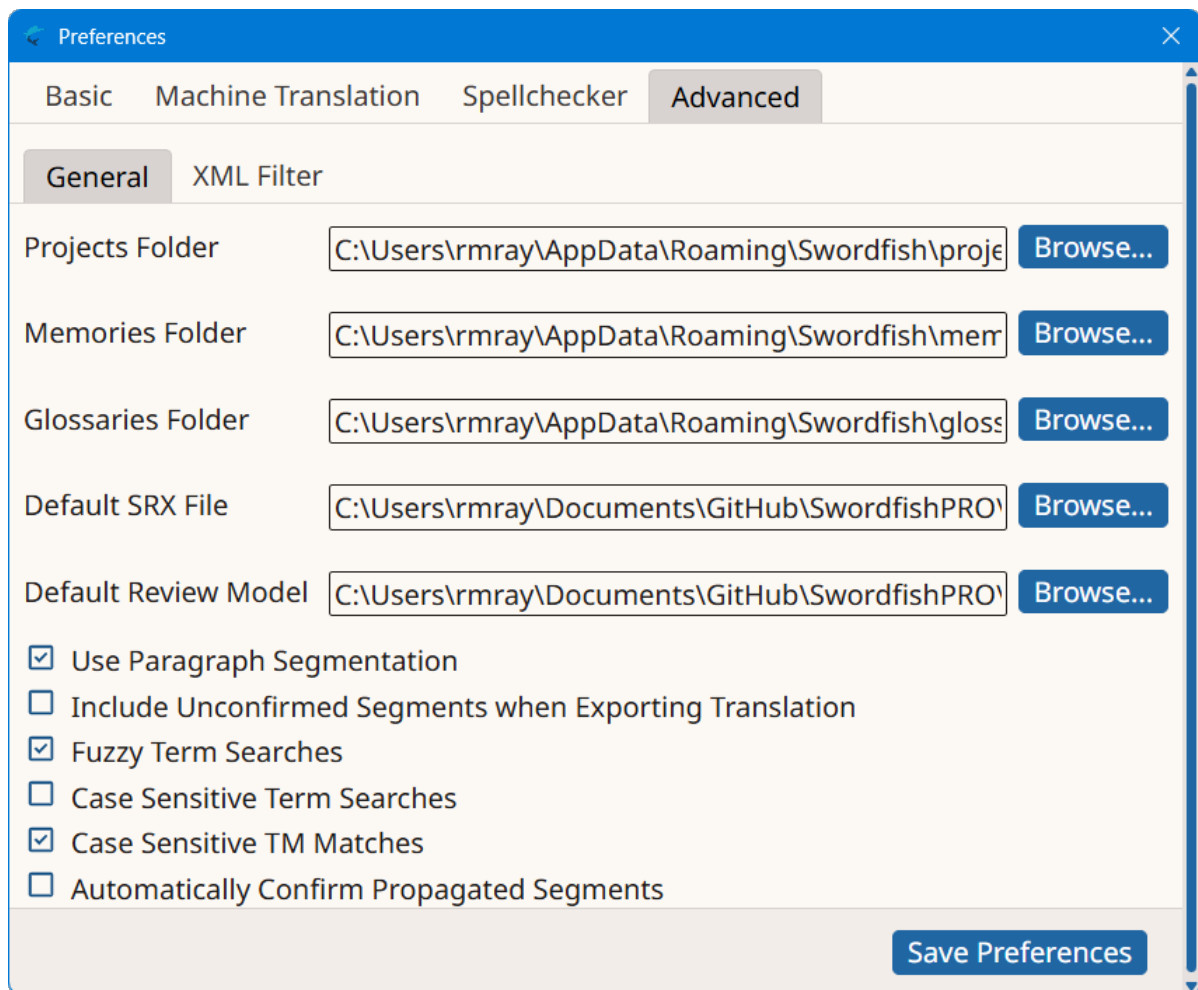 Preferences
Basic Machine Translation Spellchecker Advanced
General XML Filter
Projects Folder C:\Users\rmray\AppData\Roaming\Swordfish\proje Browse...
Memories Folder C:\Users\rmray\AppData\Roaming\Swordfish\mem Browse...
Glossaries Folder C:\Users\rmray\AppData\Roaming\Swordfish\gloss Browse...
Default SRX File C:\Users\rmray\Documents\GitHub\SwordfishPRO\ Browse...
Default Review Model C:\Users\rmray\Documents\GitHub\SwordfishPRO\ Browse...
Use Paragraph Segmentation
Include Unconfirmed Segments when Exporting Translation
Fuzzy Term Searches
Case Sensitive Term Searches
Case Sensitive TM Matches
Automatically Confirm Propagated Segments
Save Preferences